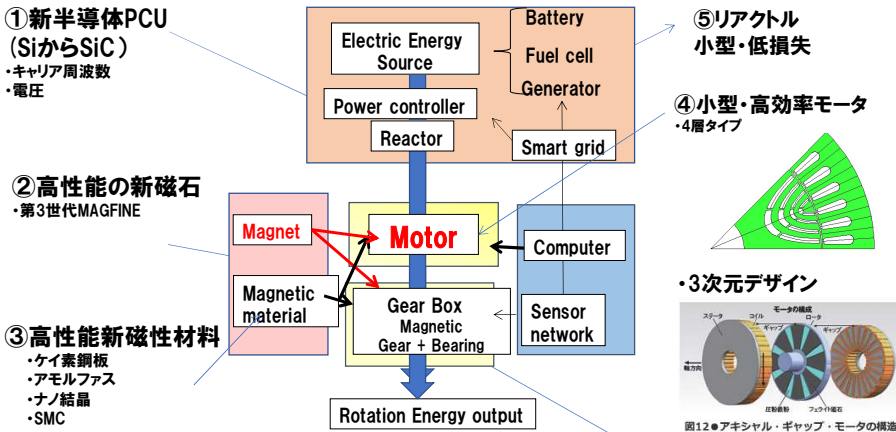 ①新半導体PCU
(SiからSiC)
・キャリア周波数
・電圧
②高性能の新磁石
・第3世代MAGFINE
③高性能新磁性材料
・ケイ素鋼板
・アモルファス
・ナノ結晶
・SMC
Electric Energy
Source
Battery
Fuel cell
Generator
Power controller
Reactor
Smart grid
Magnet
Motor
Computer
Magnetic
material
Gear Box
Magnetic
Gear + Bearing
Sensor
network
Rotation Energy output
⑤リアクトル
小型・低損失
④小型・高効率モータ
・4層タイプ
・3次元デザイン
モータの構成
ステータ
コイル
ロータ
ギャップ
ギャップ
軸方向
圧粉鉄粉
フェライト磁石
図12●アキシャル・ギャップ・モータの構造